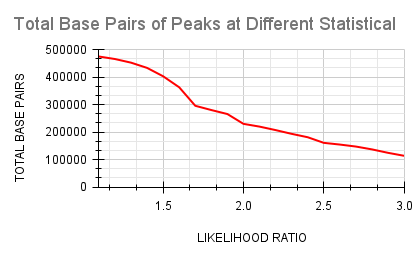 Total Base Pairs of Peaks at Different Statistical
500000
400000
300000
200000
100000
0
TOTAL BASE PAIRS
1.5 2.0 2.5 3.0
LIKELIHOOD RATIO